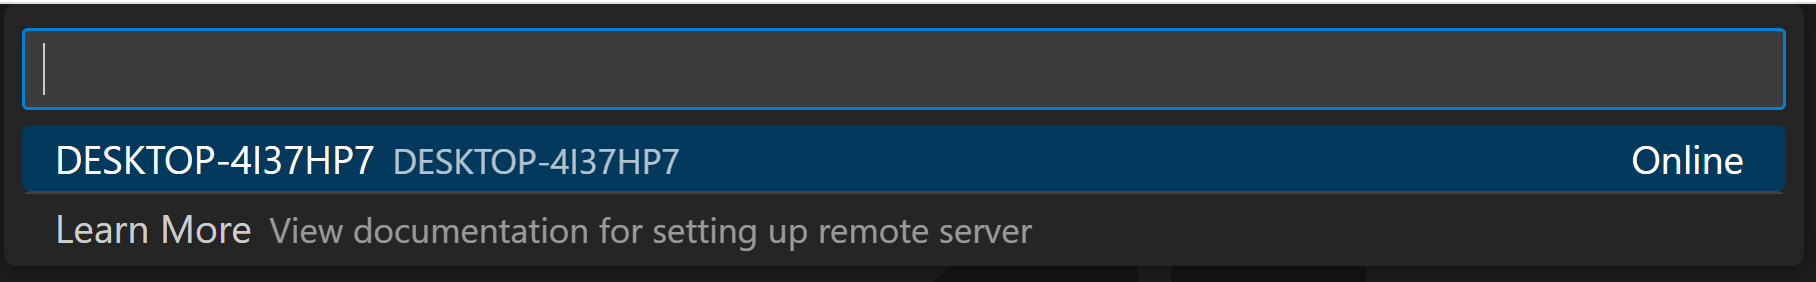 DESKTOP-4I37HP7 DESKTOP-4I37HP7 Online
Learn More View documentation for setting up remote server